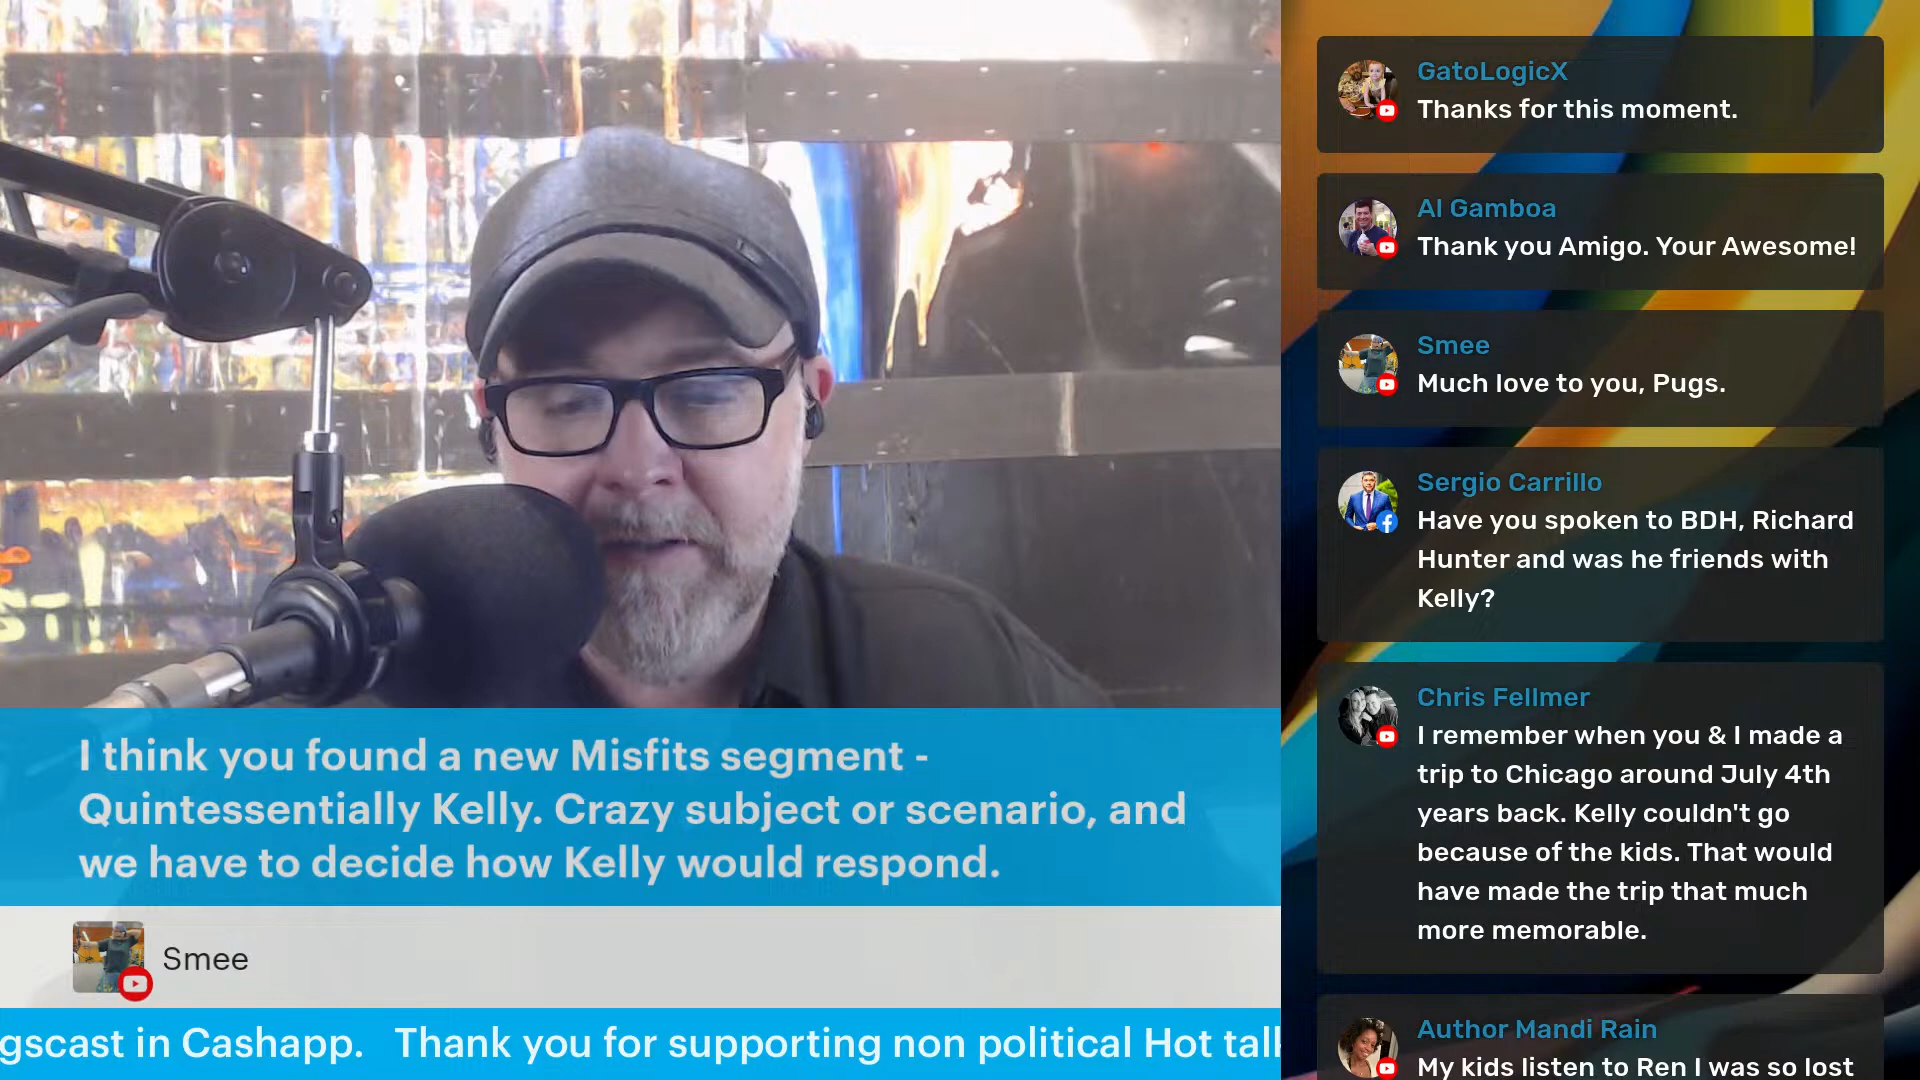 GatoLogicX
Thanks for this moment.
Al Gamboa
Thank you Amigo. Your Awesome!
Smee
Much love to you, Pugs.
Sergio Carrillo
Have you spoken to BDH, Richard
Hunter and was he friends with
Kelly?
Chris Fellmer
I remember when you & I made a
trip to Chicago around July 4th
years back. Kelly couldn't go
because of the kids. That would
have made the trip that much
more memorable.
Author Mandi Rain
My kids listen to Ren I was so lost
I think you found a new Misfits segment -
Quintessentially Kelly. Crazy subject or scenario, and
we have to decide how Kelly would respond.
Smee
gscast in Cashapp. Thank you for supporting non political Hot talk